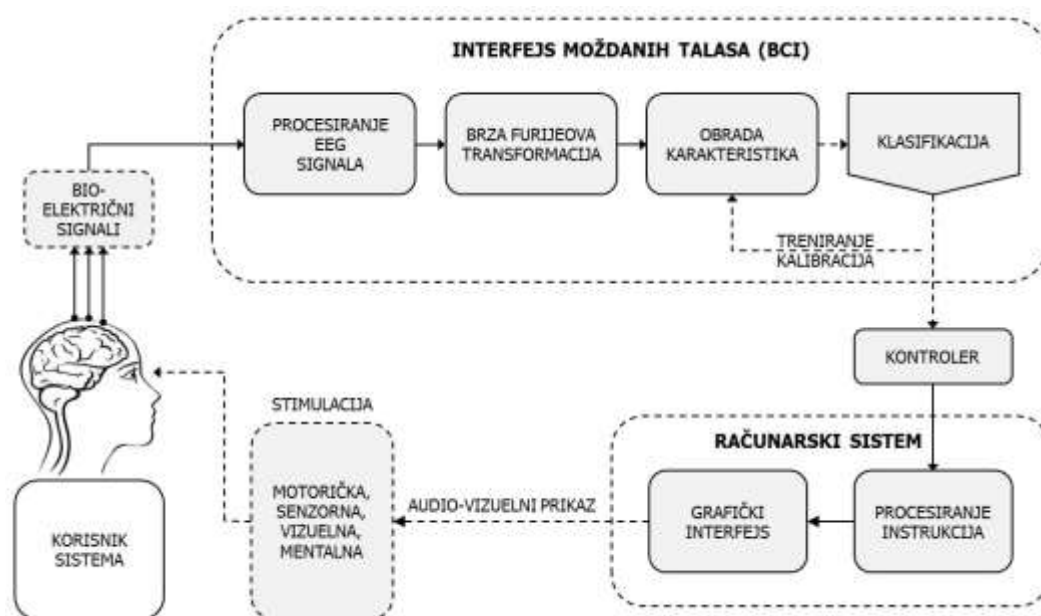 INTERFEJS MOŽDANIH TALASA (BCI)
PROCESIRANJE
EEG
SIGNALA
BRZA FURIJEOVA
TRANSFORMACIJA
OBRADA
KARAKTERISTIKA
KLASIFIKACIJA
TRENIRANJE
KALIBRACIJA
BIO-
ELEKTRIČNI
SIGNALI
KONTROLER
RAČUNARSKI SISTEM
PROCESIRANJE
INSTRUKCIJA
GRAFIČKI
INTERFEJS
AUDIO-VIZUELNI PRIKAZ
STIMULACIJA
MOTORIČKA,
SENZORNA,
VIZUELNA,
MENTALNA
KORISNIK
SISTEMA